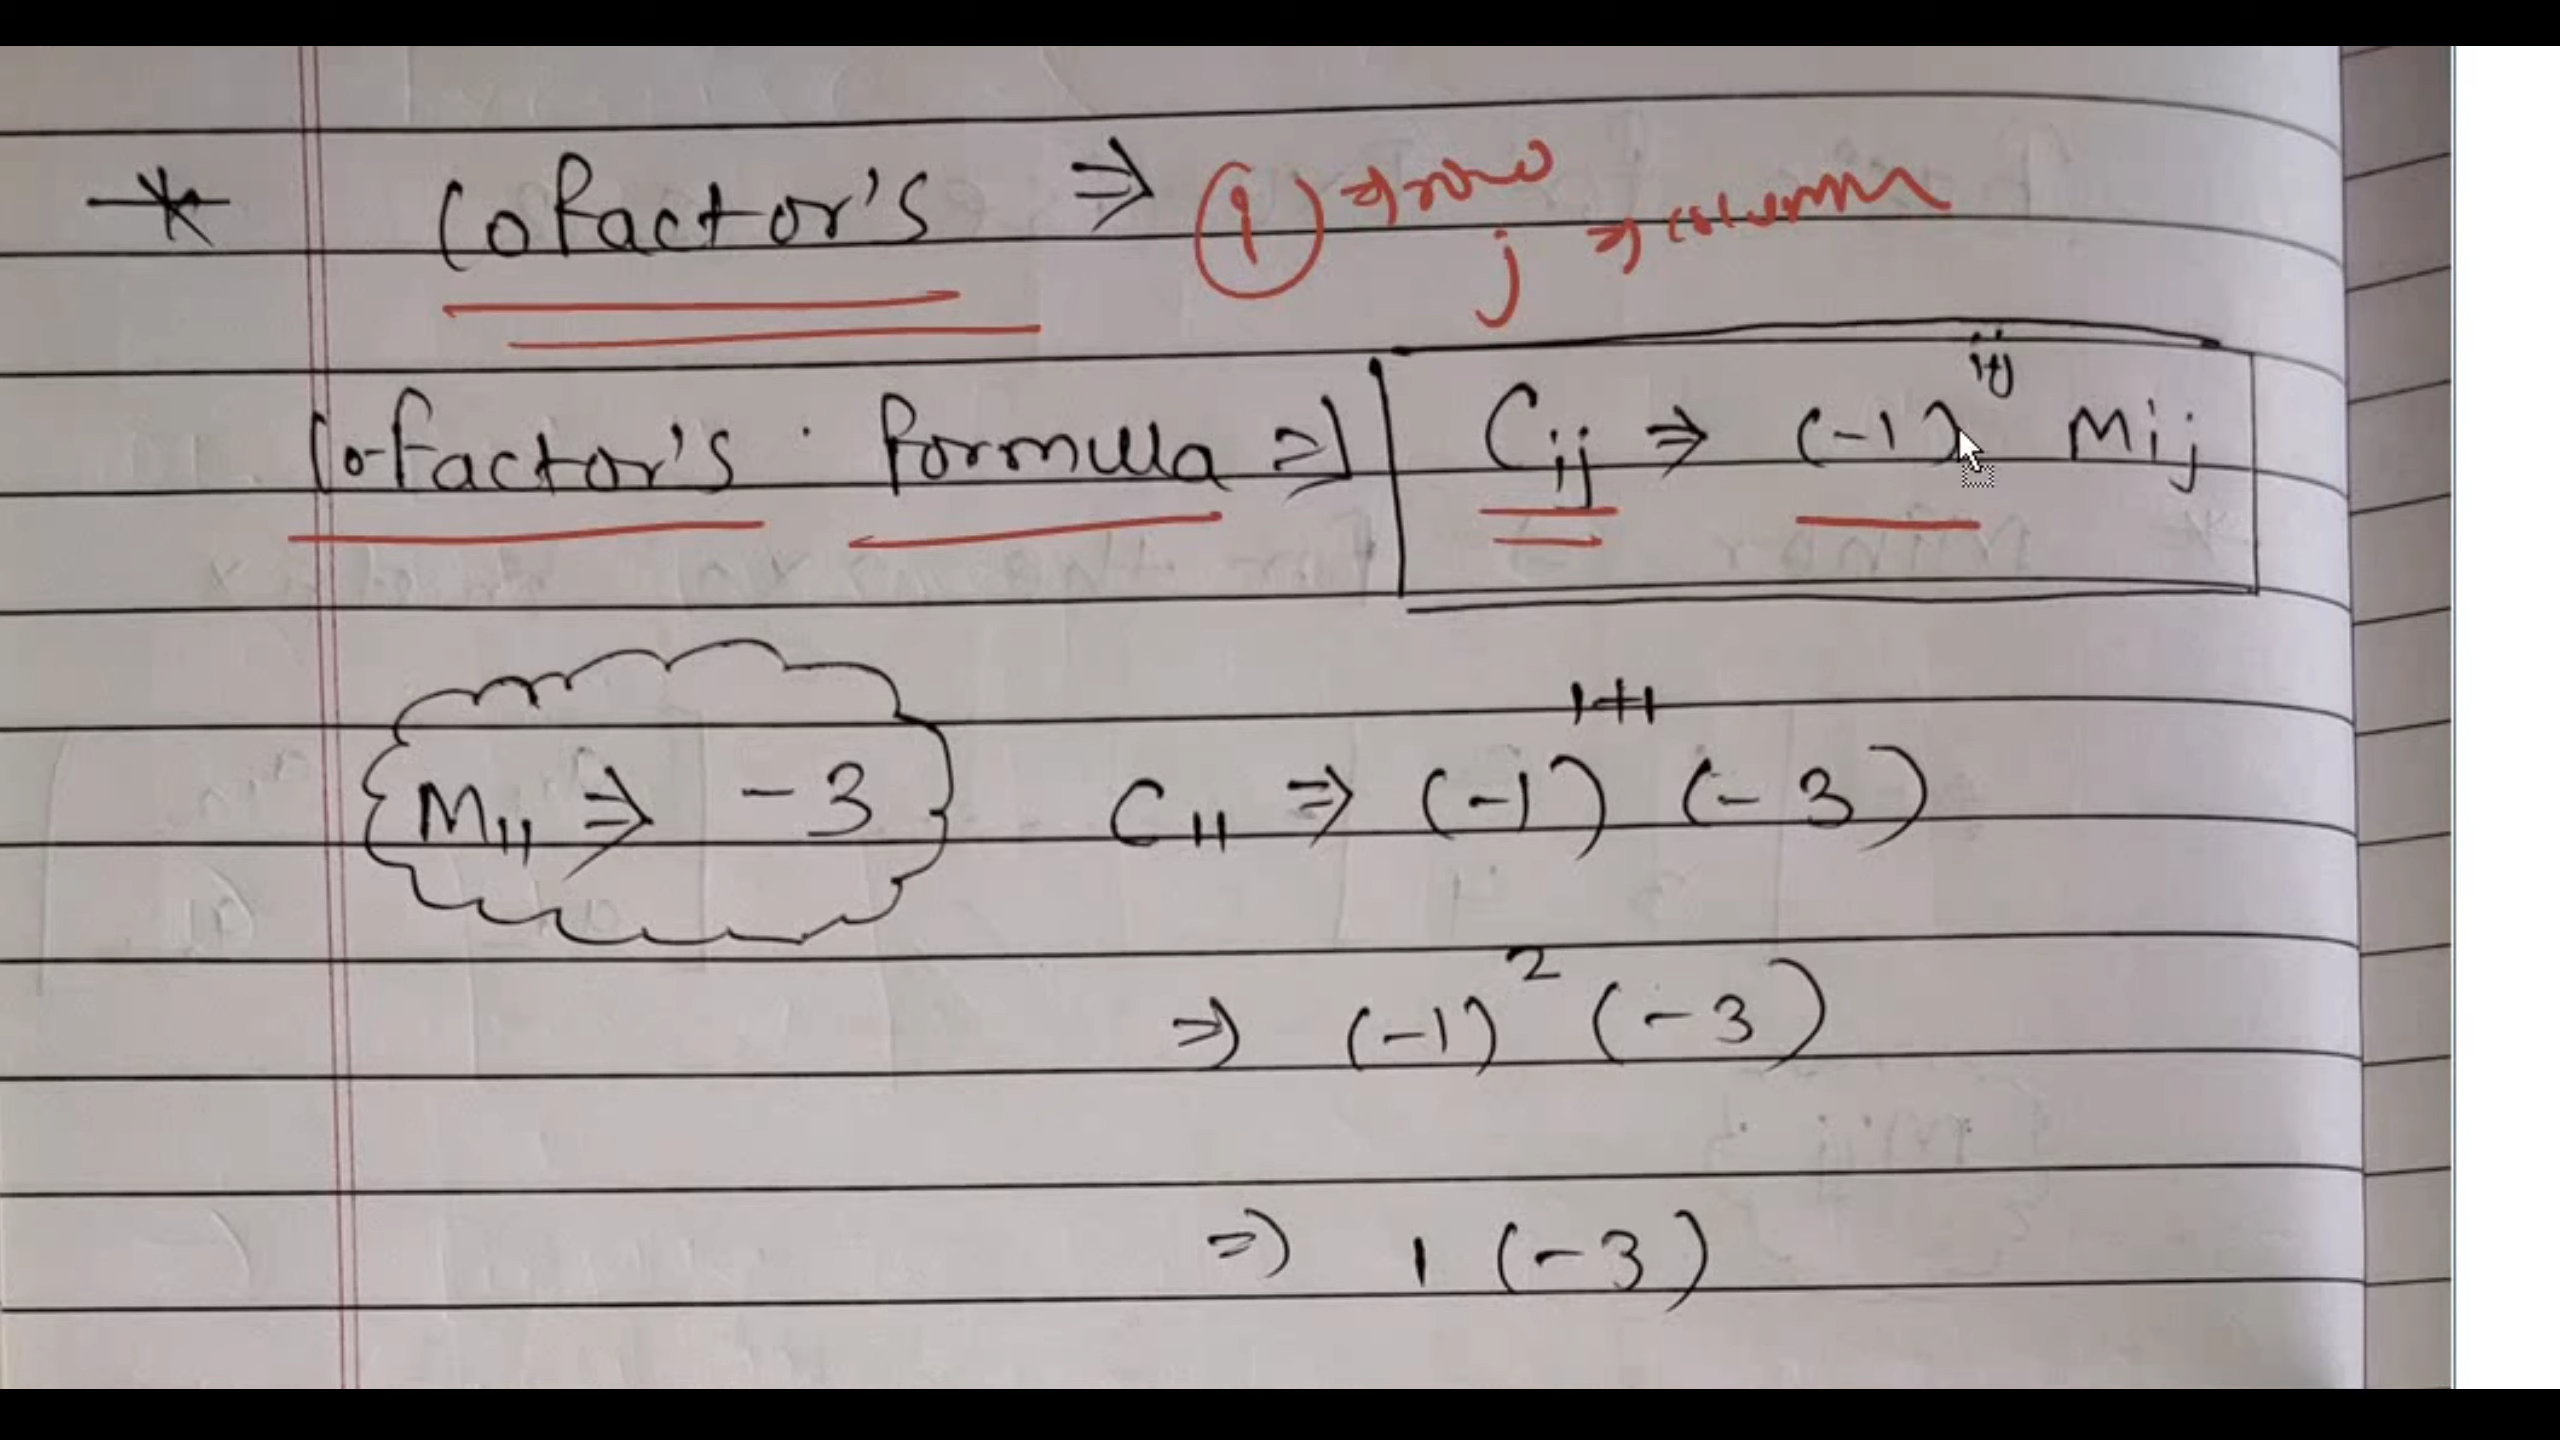 * Cofactor's ⇒ i ⇒ row
j ⇒ column
Co-factor's formula ⇒ Cij ⇒ (-1)^i+j Mij
M11 ⇒ -3 C11 ⇒ (-1)^1+1 (-3)
⇒ (-1)^2 (-3)
⇒ 1 (-3)